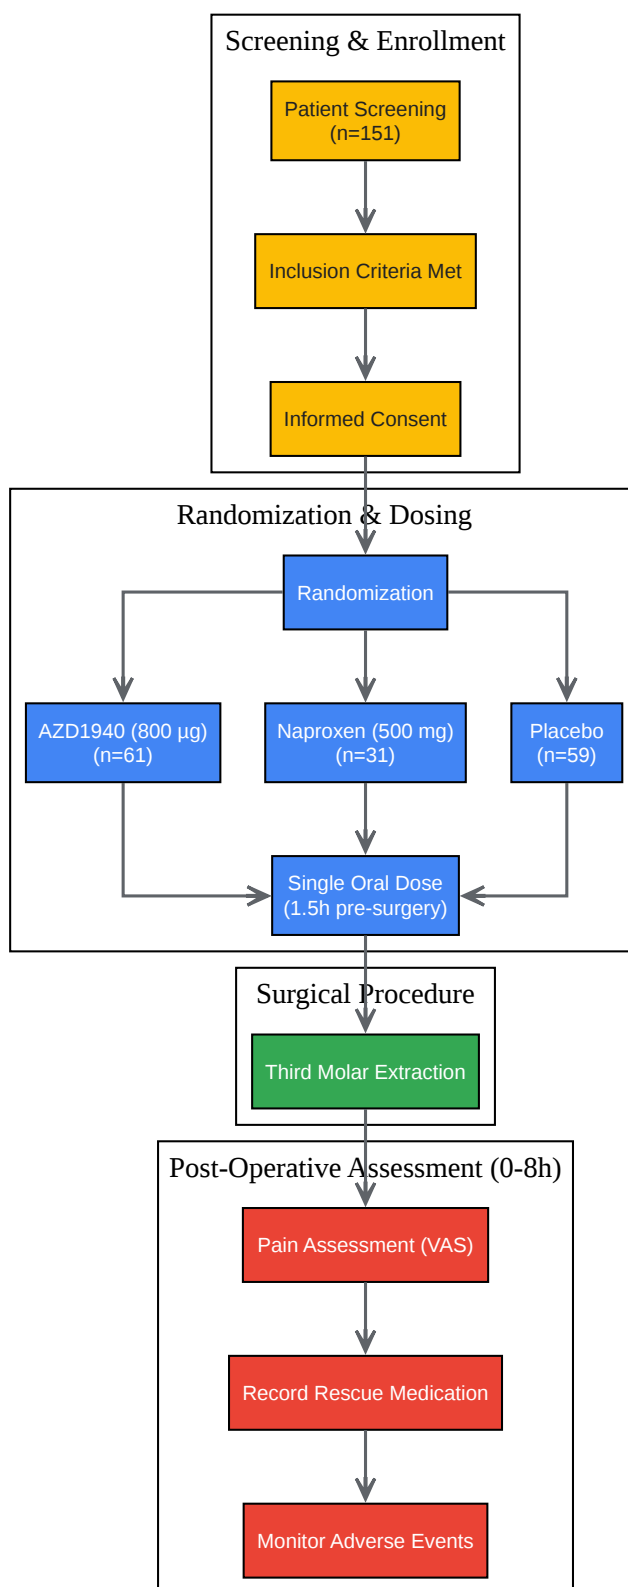 Screening & Enrollment
Patient Screening
(n=151)
Inclusion Criteria Met
Informed Consent
Randomization & Dosing
Randomization
AZD1940 (800 µg)
(n=61)
Naproxen (500 mg)
(n=31)
Placebo
(n=59)
Single Oral Dose
(1.5h pre-surgery)
Surgical Procedure
Third Molar Extraction
Post-Operative Assessment (0-8h)
Pain Assessment (VAS)
Record Rescue Medication
Monitor Adverse Events